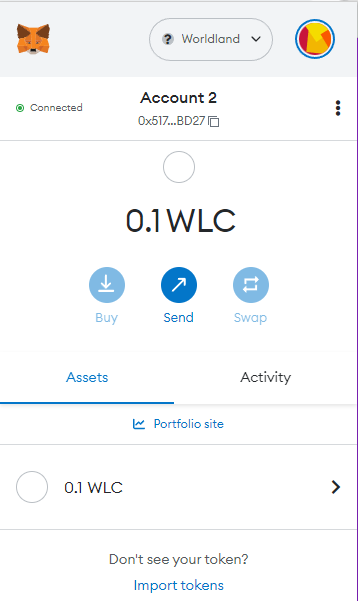 ? Worldland
Connected
Account 2
0x517...BD27
0.1 WLC
Buy
Send
Swap
Assets
Activity
Portfolio site
0.1 WLC
Don't see your token?
Import tokens